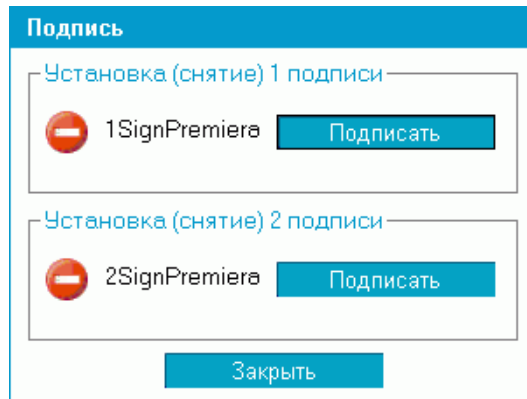 Подпись
Установка (снятие) 1 подписи
1SignPremiera Подписать
Установка (снятие) 2 подписи
2SignPremiera Подписать
Закрыть